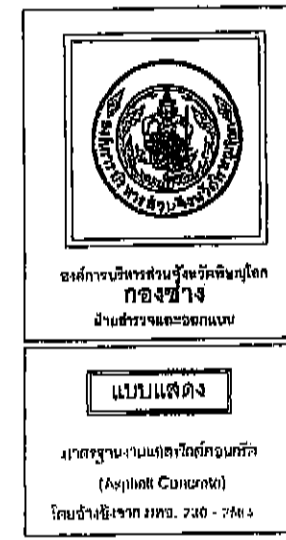 องค์การบริหารส่วนจังหวัดพิษณุโลก
กองช่าง
ฝ่ายสำรวจและออกแบบ
แบบแสดง
มาตรฐานงานแอสฟัลต์คอนกรีต
(Asphalt Concrete)
โดยอ้างอิงจาก มทช. 230 -